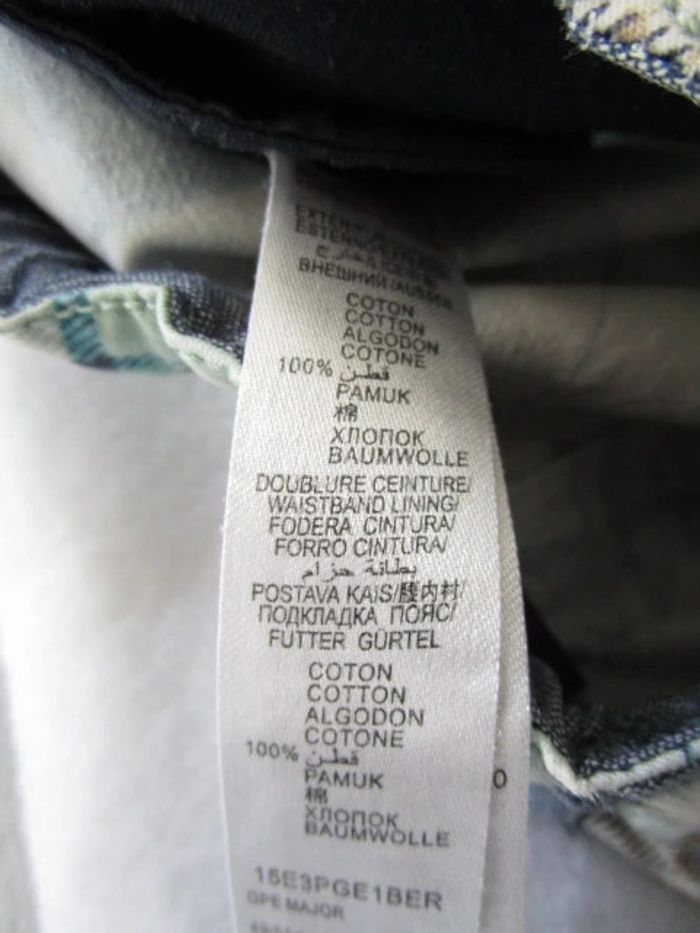 ВНЕШНИЙ/AUSSEN
COTON
COTTON
ALGODON
COTONE
100% قطن
PAMUK
棉
ХЛОПОК
BAUMWOLLE
DOUBLURE CEINTURE/
WAISTBAND LINING/
FODERA CINTURA/
FORRO CINTURA/
بطانة حزام/
POSTAVA KAIS/腰内衬/
ПОДКЛАДКА ПОЯС/
FUTTER GÜRTEL
COTON
COTTON
ALGODON
COTONE
100% قطن
PAMUK
棉
ХЛОПОК
BAUMWOLLE
O
15E3PGE1BER
GPE MAJOR